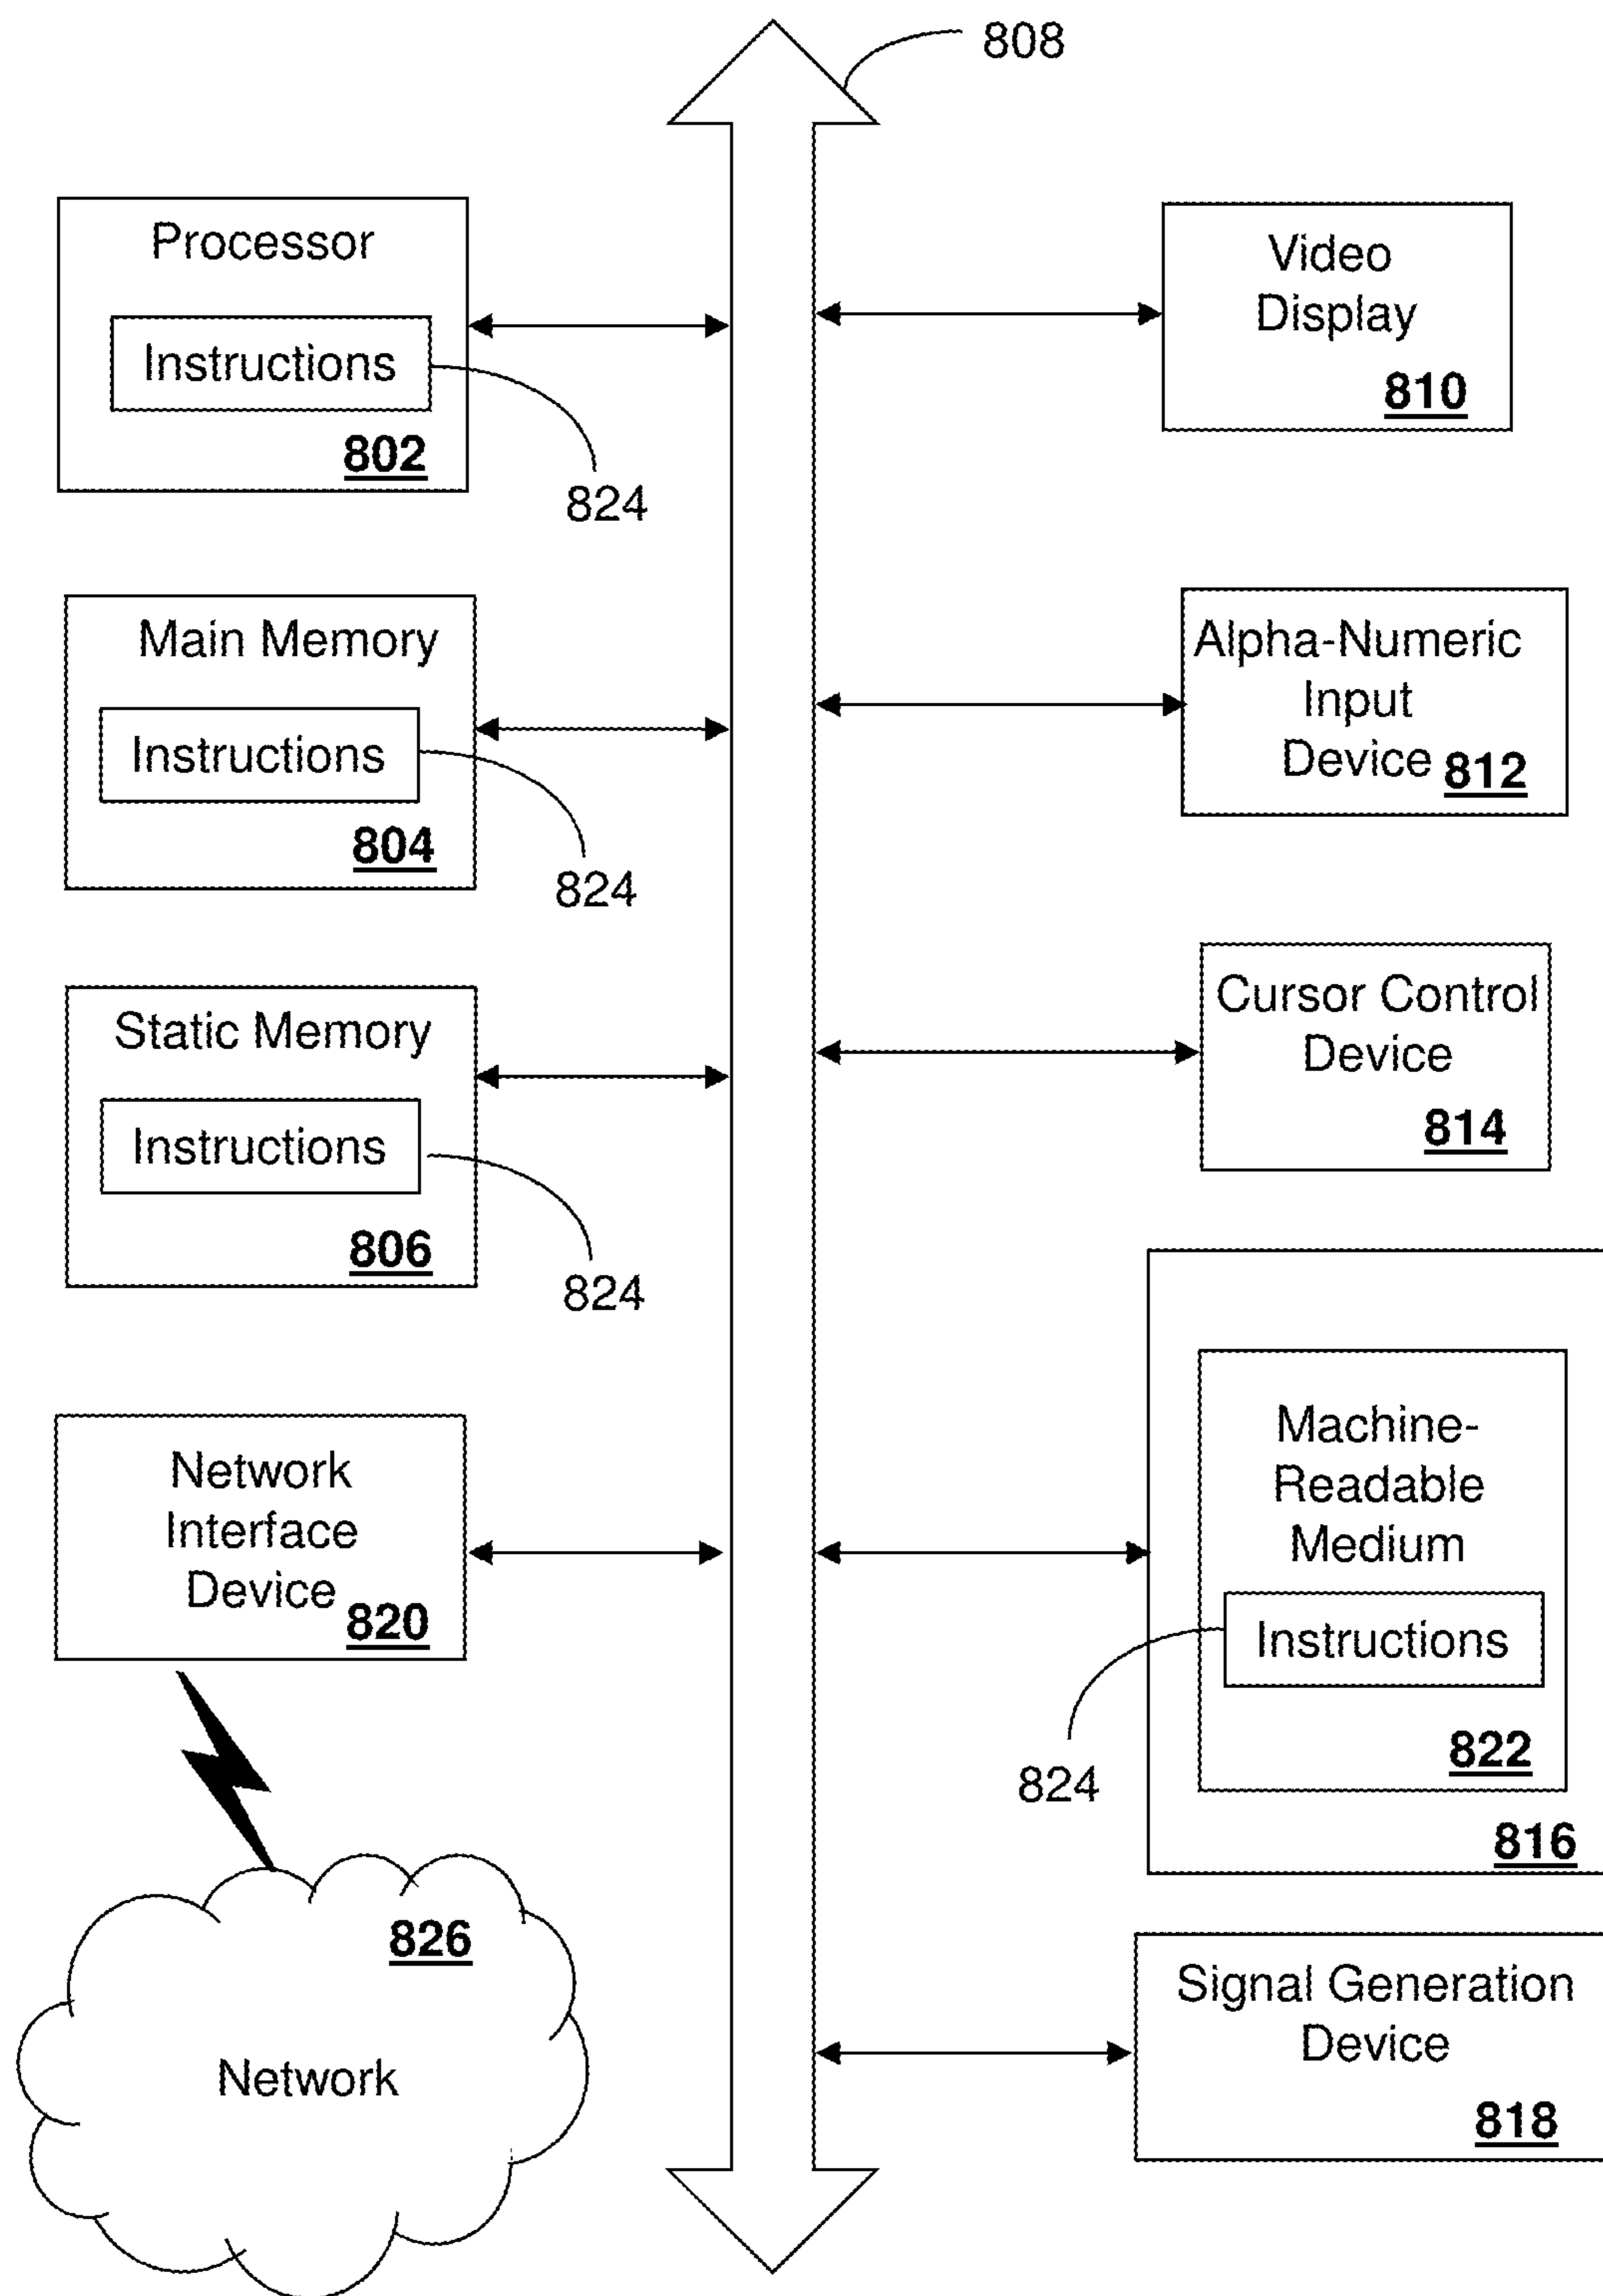 808
Processor
Instructions
802
824
Main Memory
Instructions
804
824
Static Memory
Instructions
806
824
Network
Interface
Device
820
826
Network
Video
Display
810
Alpha-Numeric
Input
Device 812
Cursor Control
Device
814
Machine-
Readable
Medium
Instructions
822
824
816
Signal Generation
Device
818